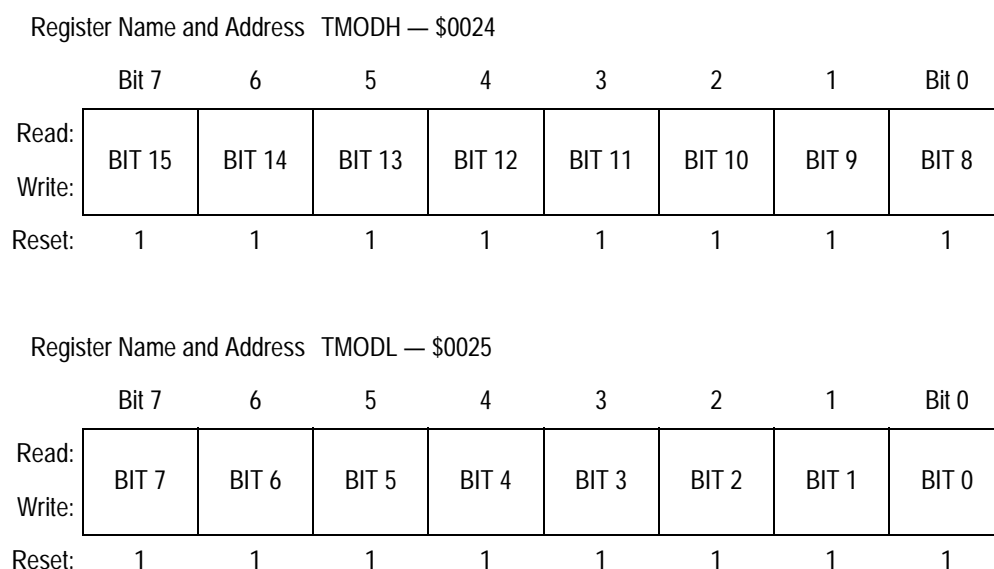 Register Name and Address TMODH — $0024
Bit 7 6 5 4 3 2 1 Bit 0
Read:
BIT 15 BIT 14 BIT 13 BIT 12 BIT 11 BIT 10 BIT 9 BIT 8
Write:
Reset: 1 1 1 1 1 1 1 1
Register Name and Address TMODL — $0025
Bit 7 6 5 4 3 2 1 Bit 0
Read:
BIT 7 BIT 6 BIT 5 BIT 4 BIT 3 BIT 2 BIT 1 BIT 0
Write:
Reset: 1 1 1 1 1 1 1 1